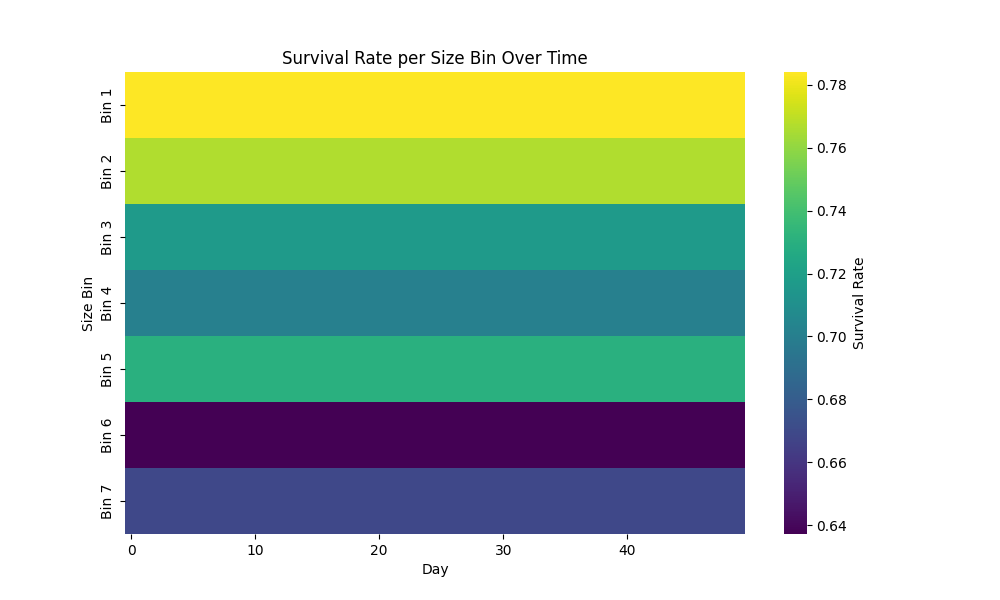 Survival Rate per Size Bin Over Time
Size Bin
Bin 1
Bin 2
Bin 3
Bin 4
Bin 5
Bin 6
Bin 7
0 10 20 30 40
Day
0.78
0.76
0.74
0.72
0.70
0.68
0.66
0.64
Survival Rate